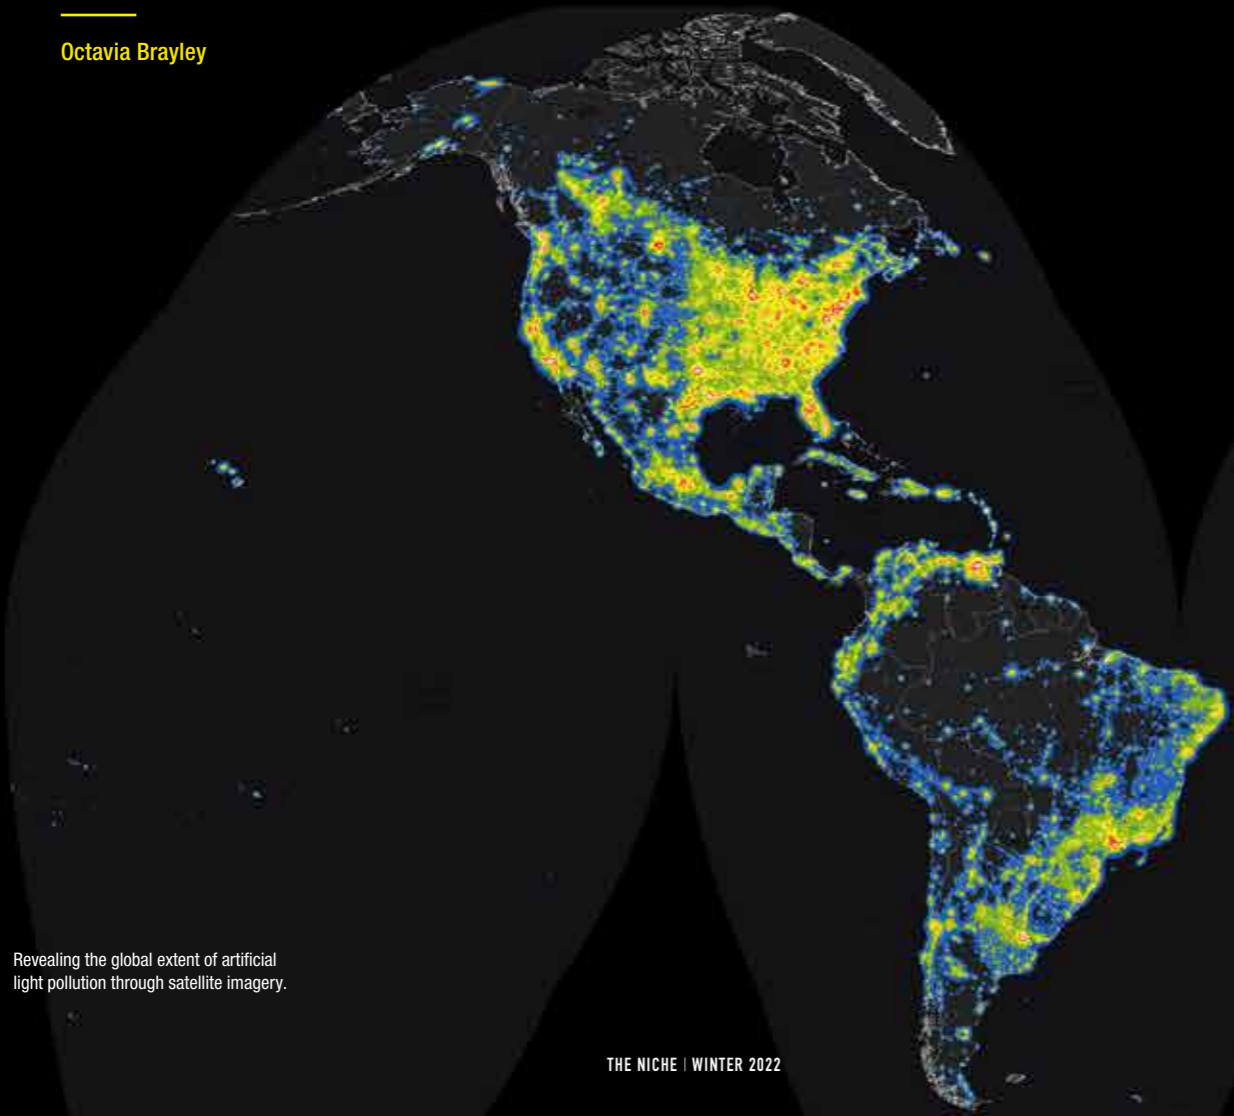 Octavia Brayley
Revealing the global extent of artificial
light pollution through satellite imagery.
THE NICHE | WINTER 2022